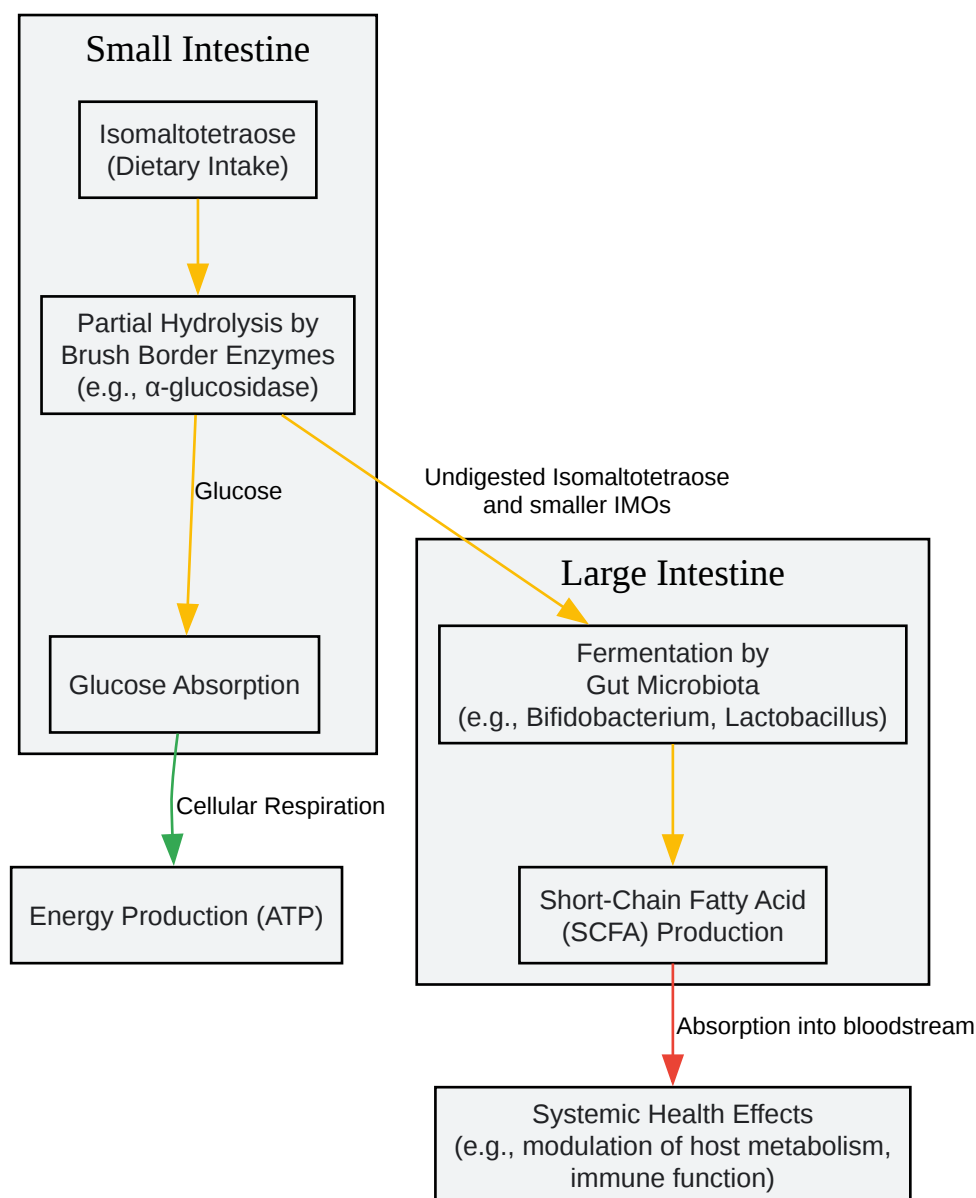 Small Intestine
Isomaltotetraose
(Dietary Intake)
Partial Hydrolysis by
Brush Border Enzymes
(e.g., α-glucosidase)
Glucose
Undigested Isomaltotetraose
and smaller IMOs
Glucose Absorption
Cellular Respiration
Energy Production (ATP)
Large Intestine
Fermentation by
Gut Microbiota
(e.g., Bifidobacterium, Lactobacillus)
Short-Chain Fatty Acid
(SCFA) Production
Absorption into bloodstream
Systemic Health Effects
(e.g., modulation of host metabolism,
immune function)